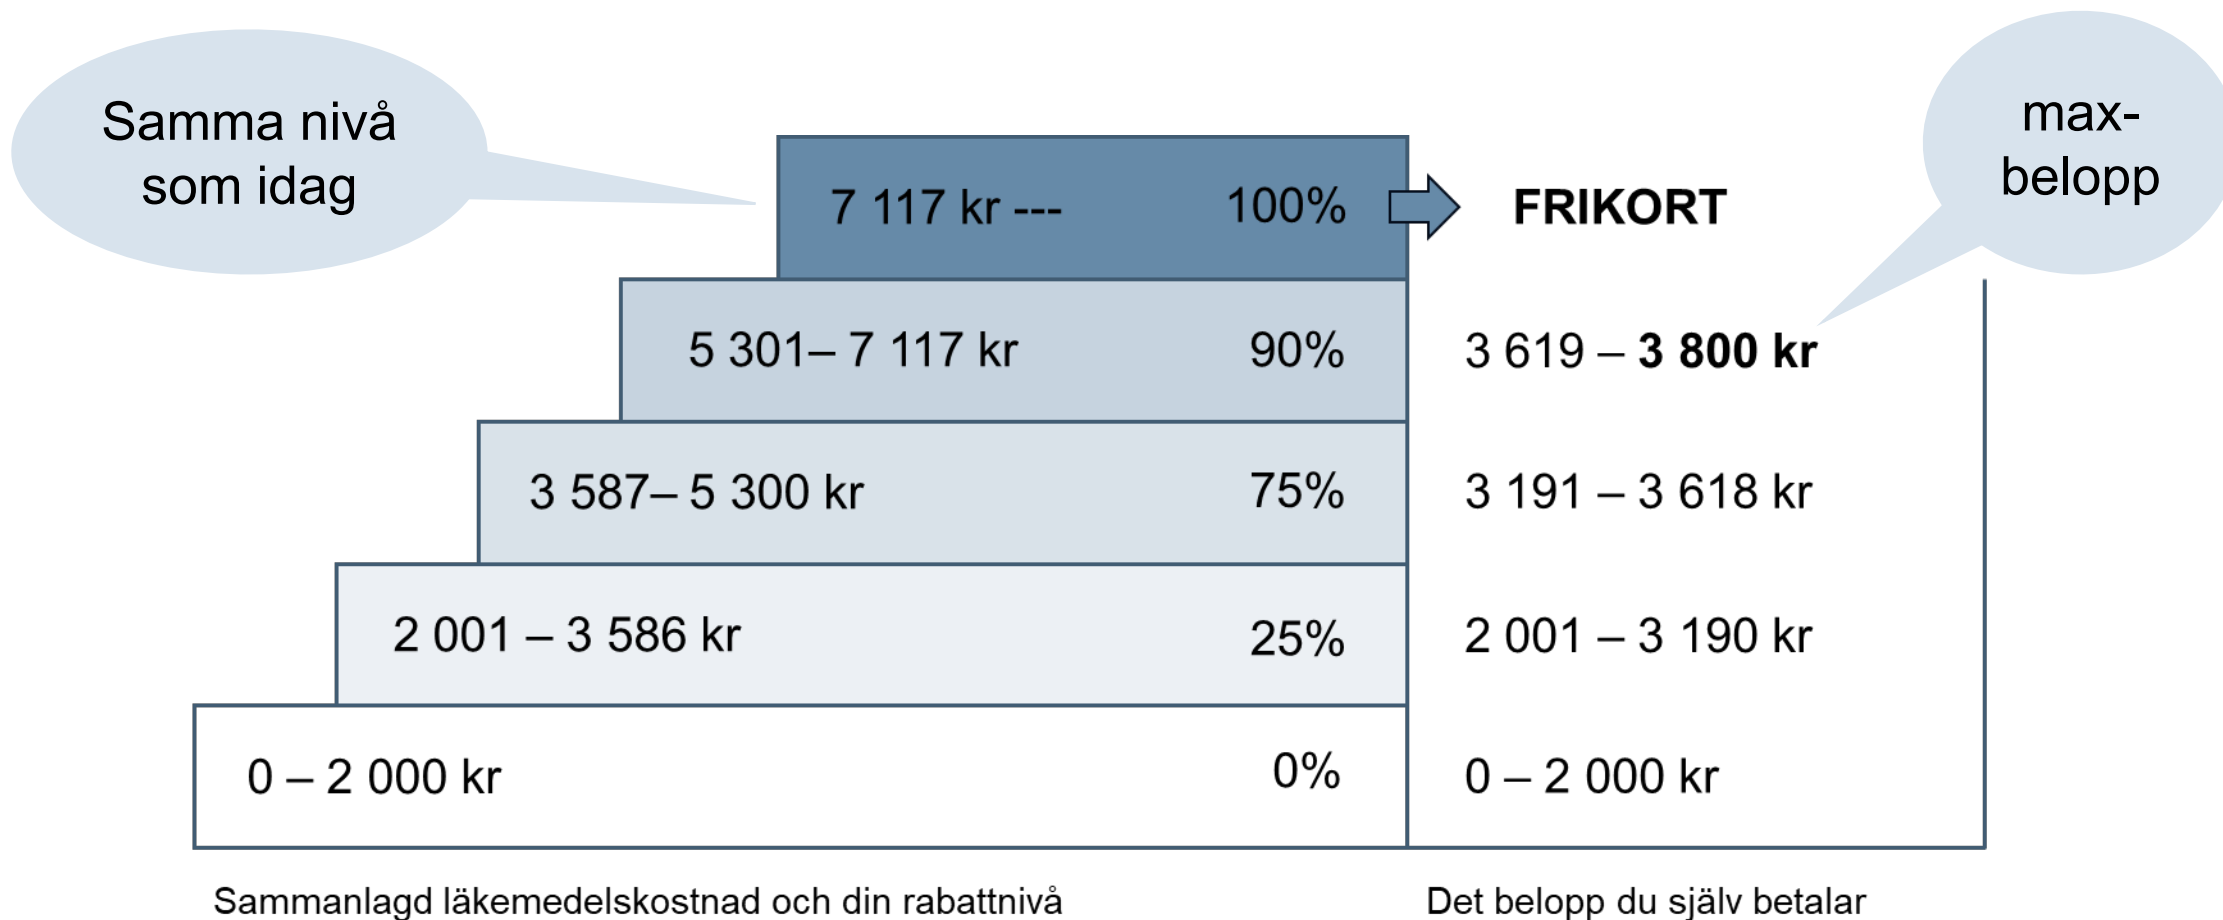 Samma nivå
som idag
max-
belopp
7 117 kr --- 100% FRIKORT
5 301– 7 117 kr 90% 3 619 – 3 800 kr
3 587– 5 300 kr 75% 3 191 – 3 618 kr
2 001 – 3 586 kr 25% 2 001 – 3 190 kr
0 – 2 000 kr 0% 0 – 2 000 kr
Sammanlagd läkemedelskostnad och din rabattnivå Det belopp du själv betalar